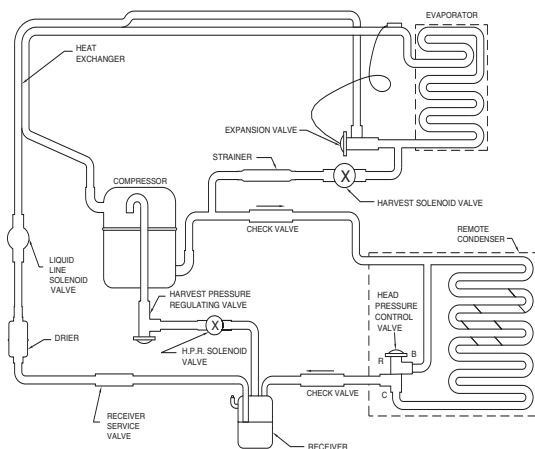 EVAPORATOR
HEAT
EXCHANGER
EXPANSION VALVE
STRAINER
COMPRESSOR
X
HARVEST SOLENOID VALVE
REMOTE
CONDENSER
CHECK VALVE
LIQUID
LINE
SOLENOID
VALVE
HARVEST PRESSURE
REGULATING VALVE
HEAD
PRESSURE
CONTROL
VALVE
X
DRIER
H.P.R. SOLENOID
VALVE
R
B
C
CHECK VALVE
RECEIVER
SERVICE
VALVE
RECEIVER